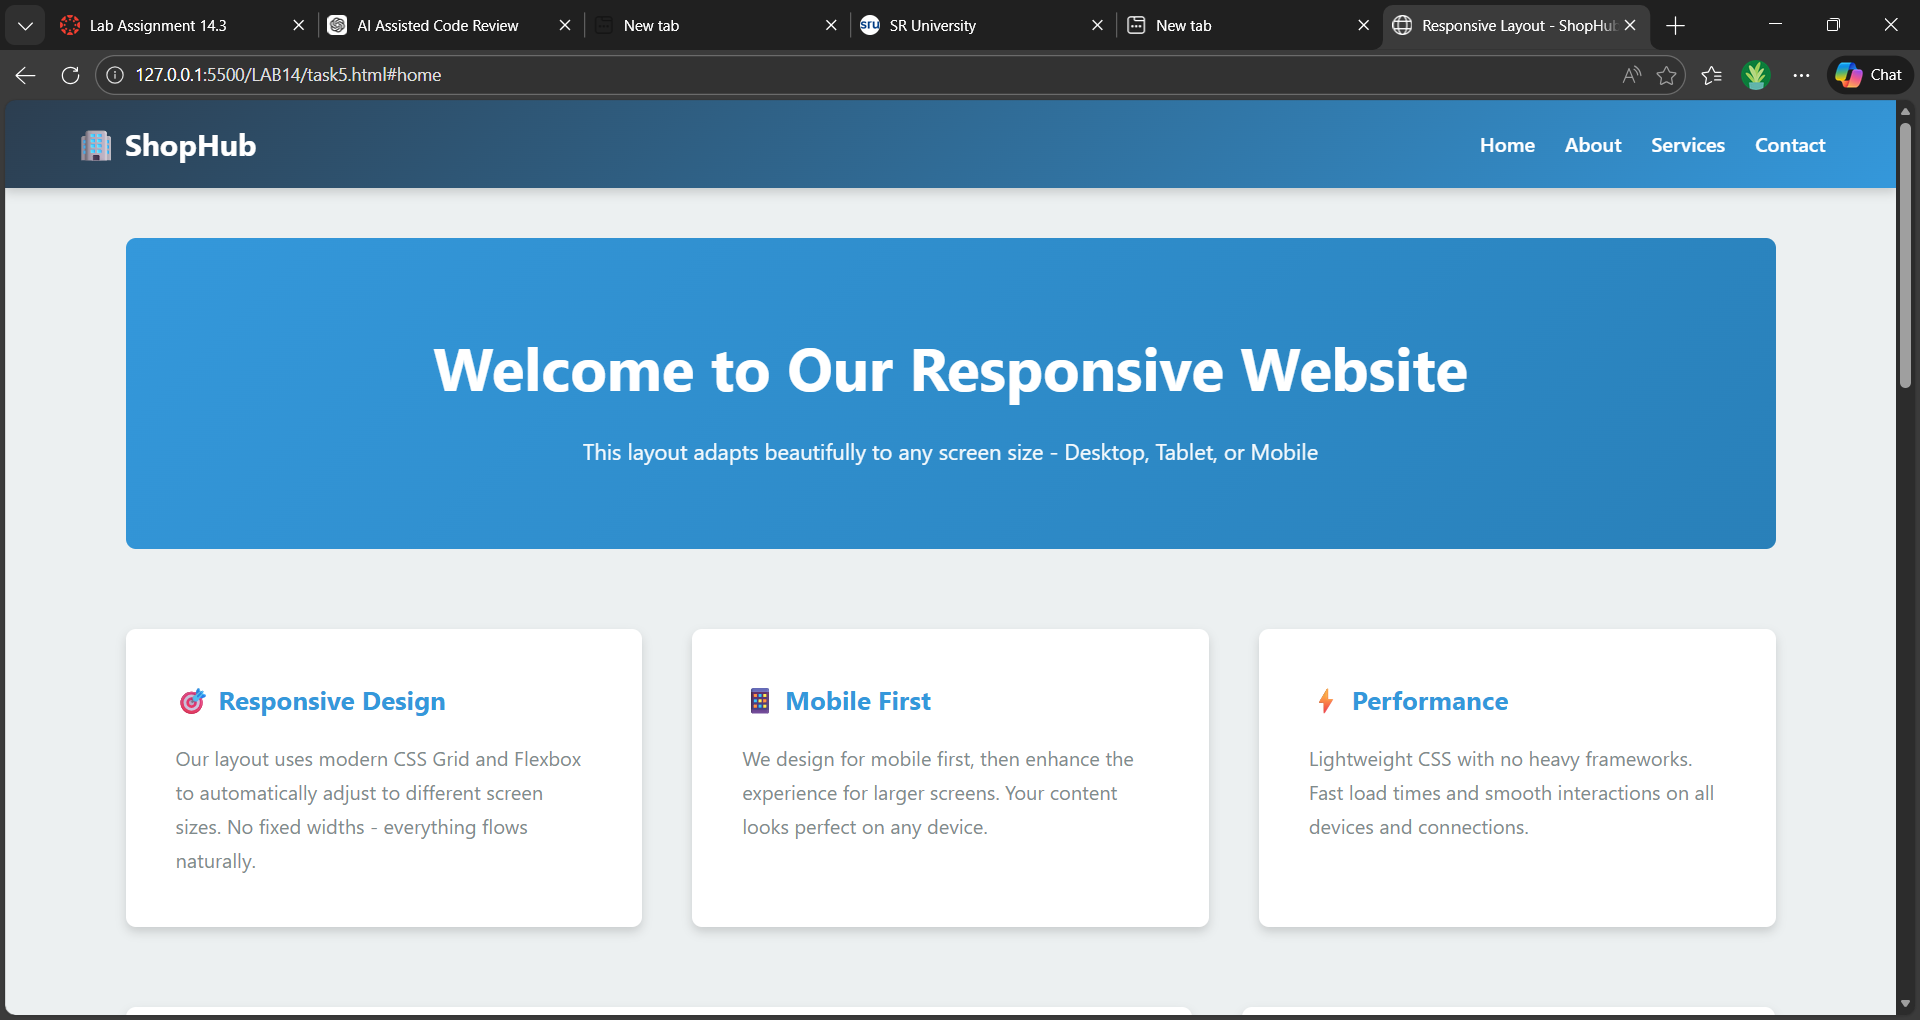 Lab Assignment 14.3
AI Assisted Code Review
New tab
SR University
New tab
Responsive Layout - ShopHub
127.0.0.1:5500/LAB14/task5.html#home
Chat
ShopHub
Home About Services Contact
Welcome to Our Responsive Website
This layout adapts beautifully to any screen size - Desktop, Tablet, or Mobile
Responsive Design
Our layout uses modern CSS Grid and Flexbox
to automatically adjust to different screen
sizes. No fixed widths - everything flows
naturally.
Mobile First
We design for mobile first, then enhance the
experience for larger screens. Your content
looks perfect on any device.
Performance
Lightweight CSS with no heavy frameworks.
Fast load times and smooth interactions on all
devices and connections.